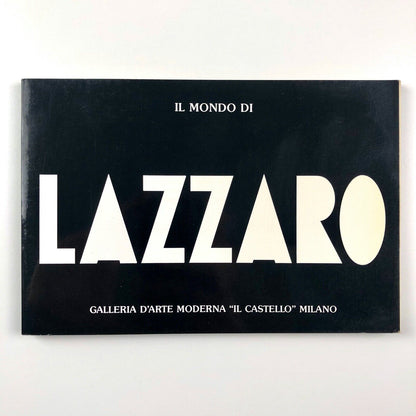 IL MONDO DI
LAZZARO
GALLERIA D'ARTE MODERNA "IL CASTELLO" MILANO